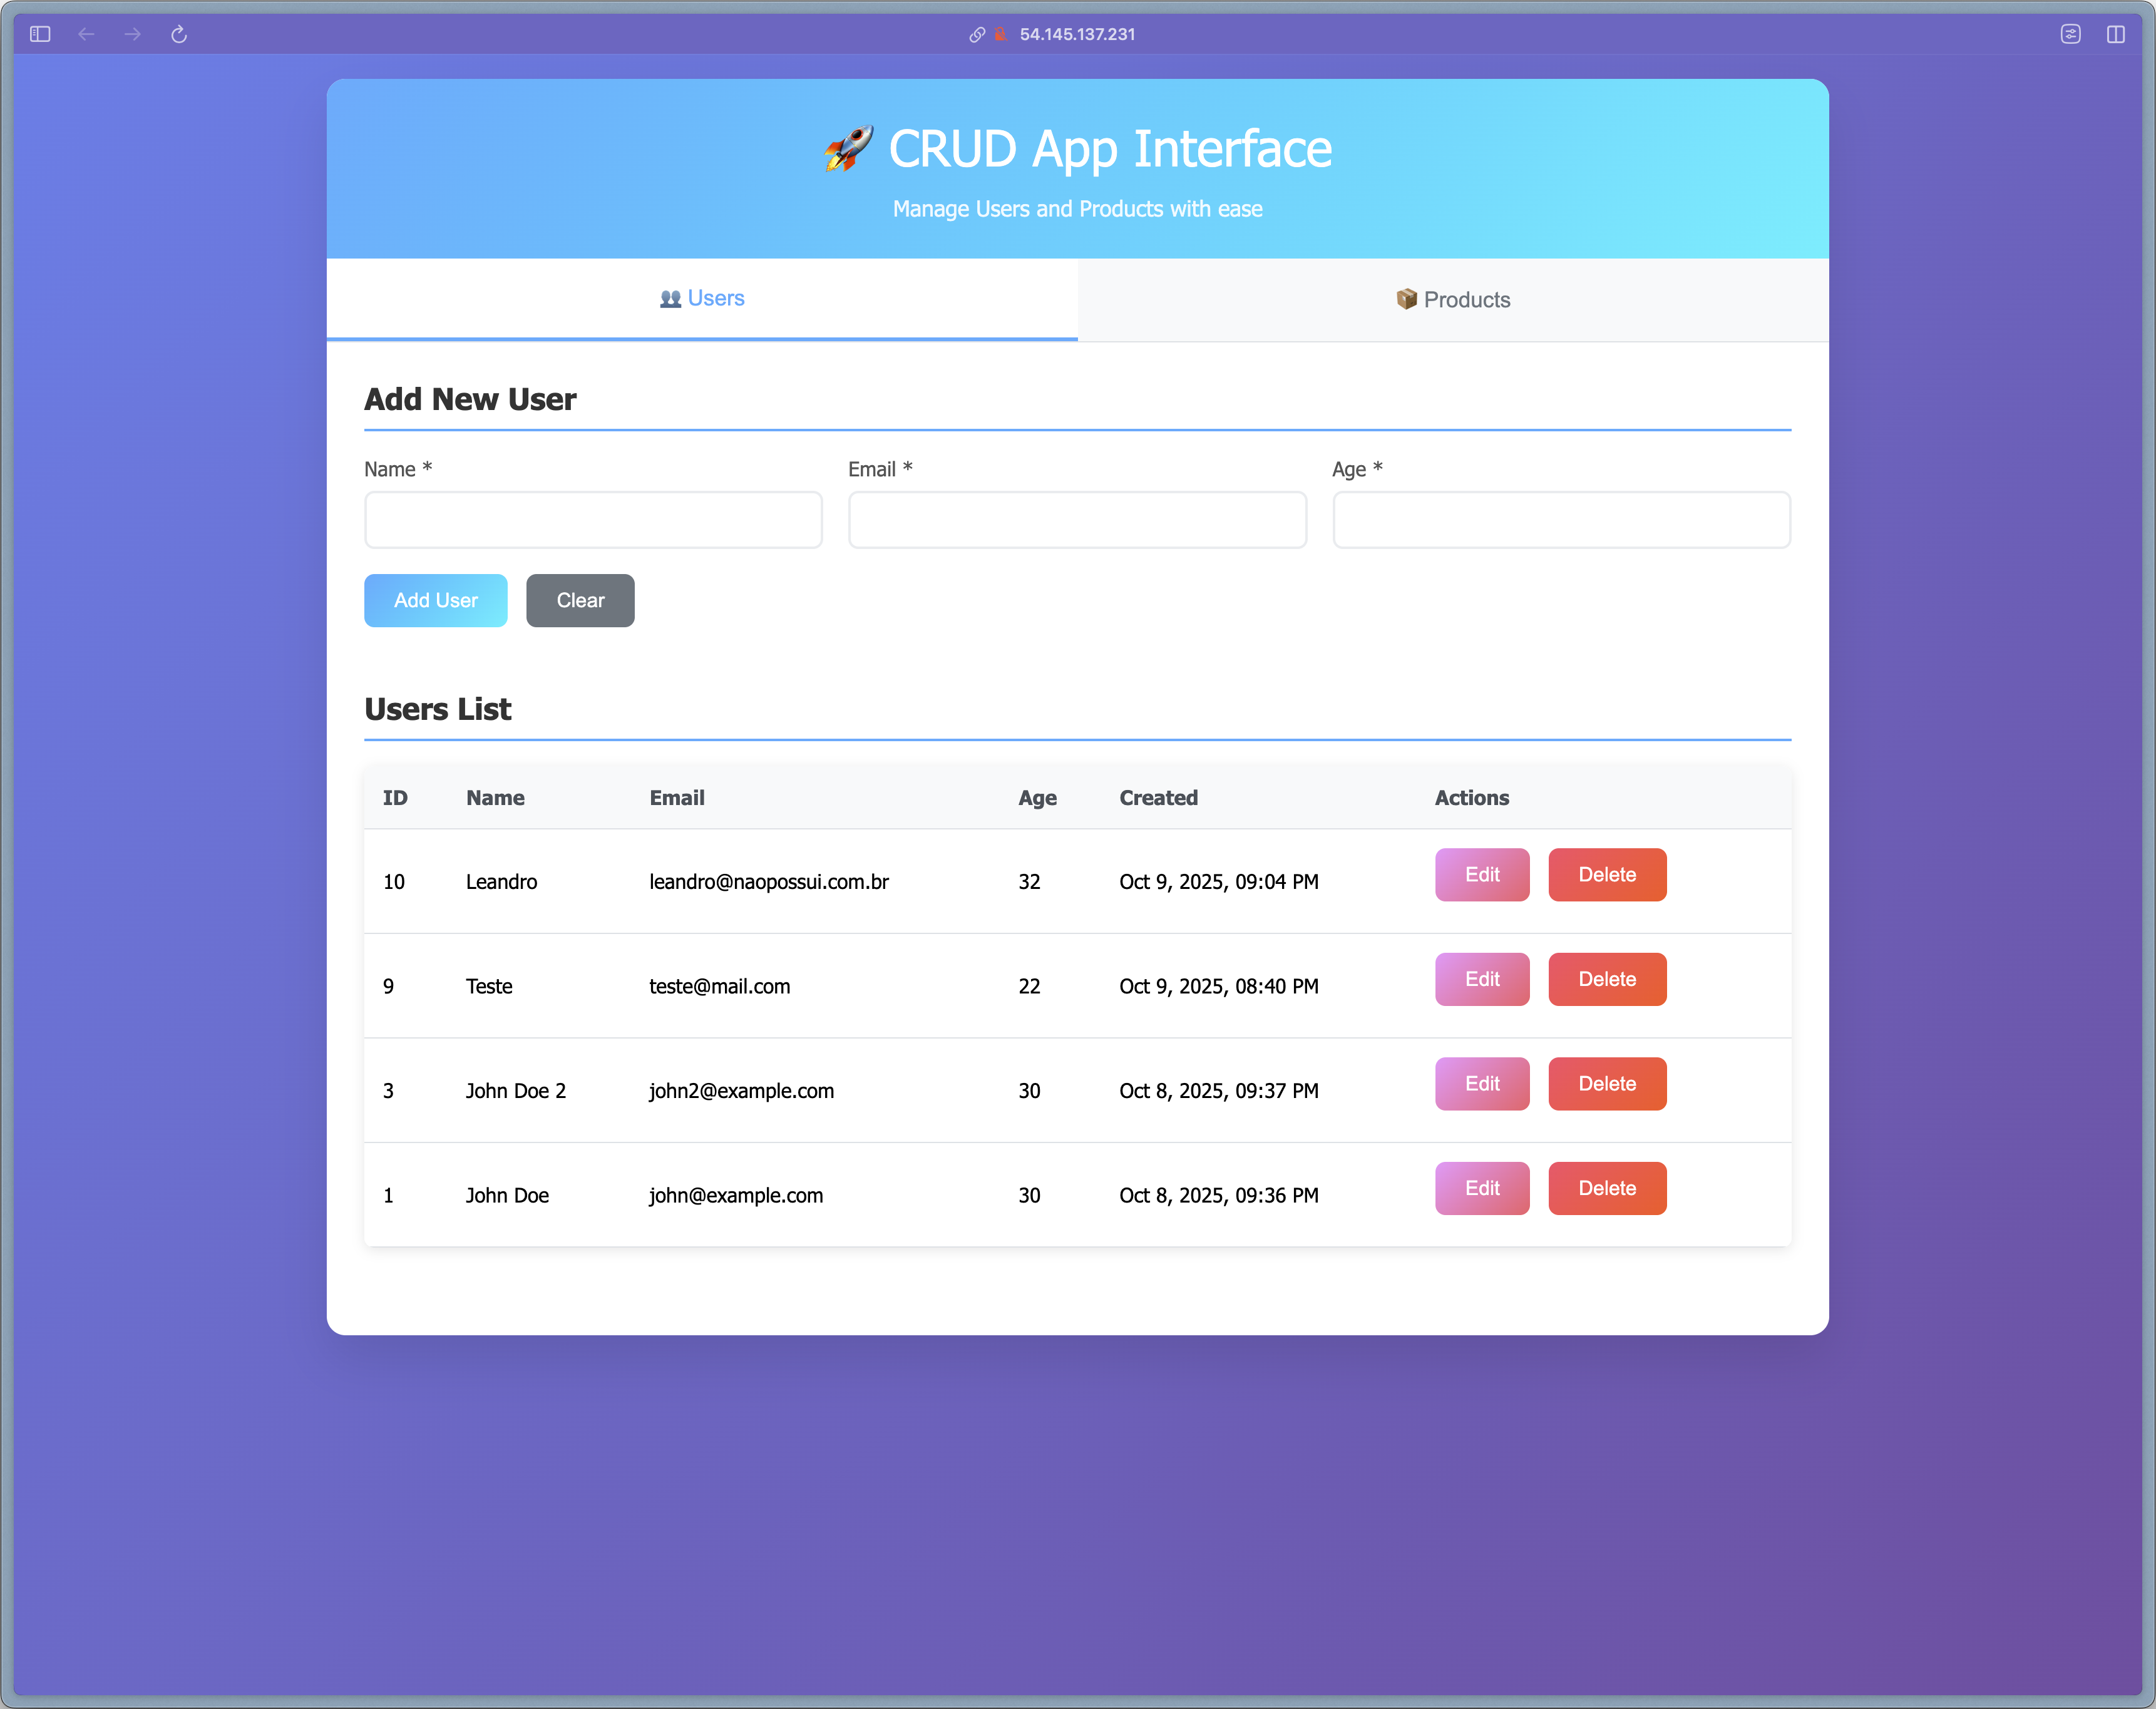 54.145.137.231
🚀 CRUD App Interface
Manage Users and Products with ease
👥 Users 📦 Products
Add New User
Name * Email * Age *
Add User Clear
Users List
ID Name Email Age Created Actions
10 Leandro leandro@naopossui.com.br 32 Oct 9, 2025, 09:04 PM Edit Delete
9 Teste teste@mail.com 22 Oct 9, 2025, 08:40 PM Edit Delete
3 John Doe 2 john2@example.com 30 Oct 8, 2025, 09:37 PM Edit Delete
1 John Doe john@example.com 30 Oct 8, 2025, 09:36 PM Edit Delete